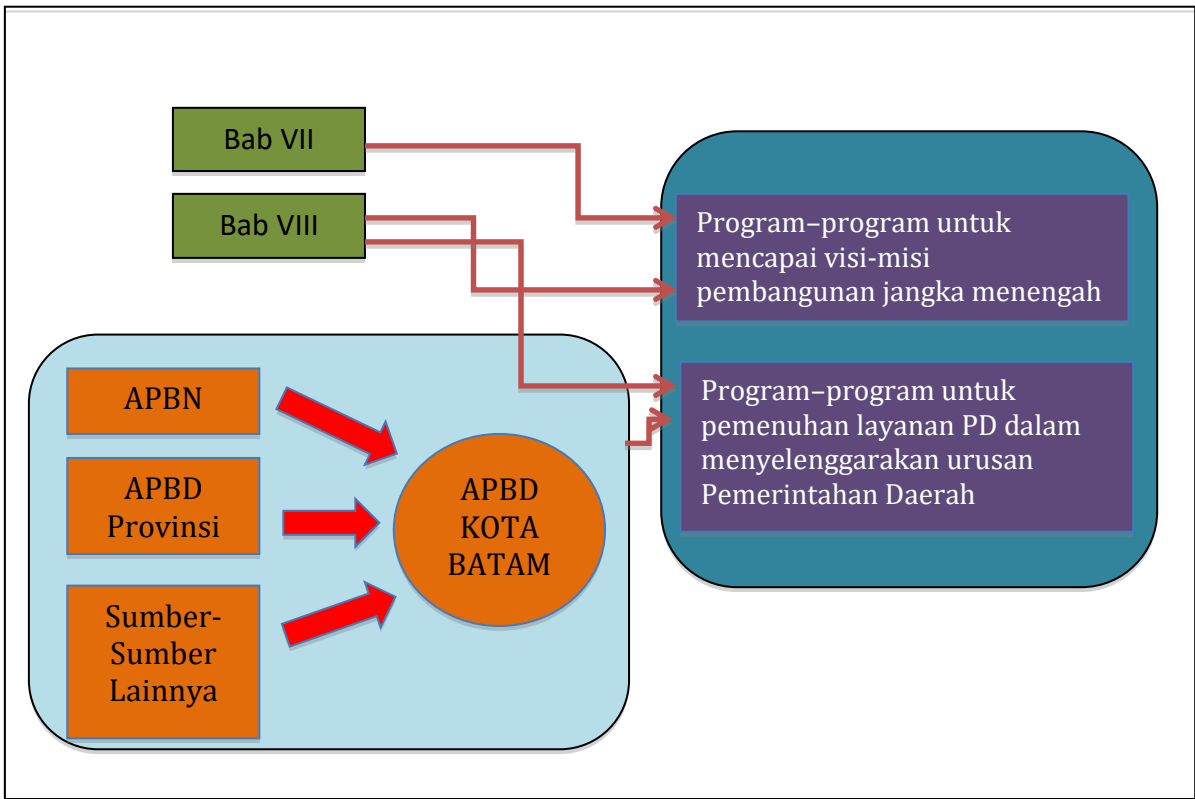 Bab VII
Bab VIII
Program–program untuk
mencapai visi-misi
pembangunan jangka menengah
Program–program untuk
pemenuhan layanan PD dalam
menyelenggarakan urusan
Pemerintahan Daerah
APBN
APBD
Provinsi
Sumber-
Sumber
Lainnya
APBD
KOTA
BATAM